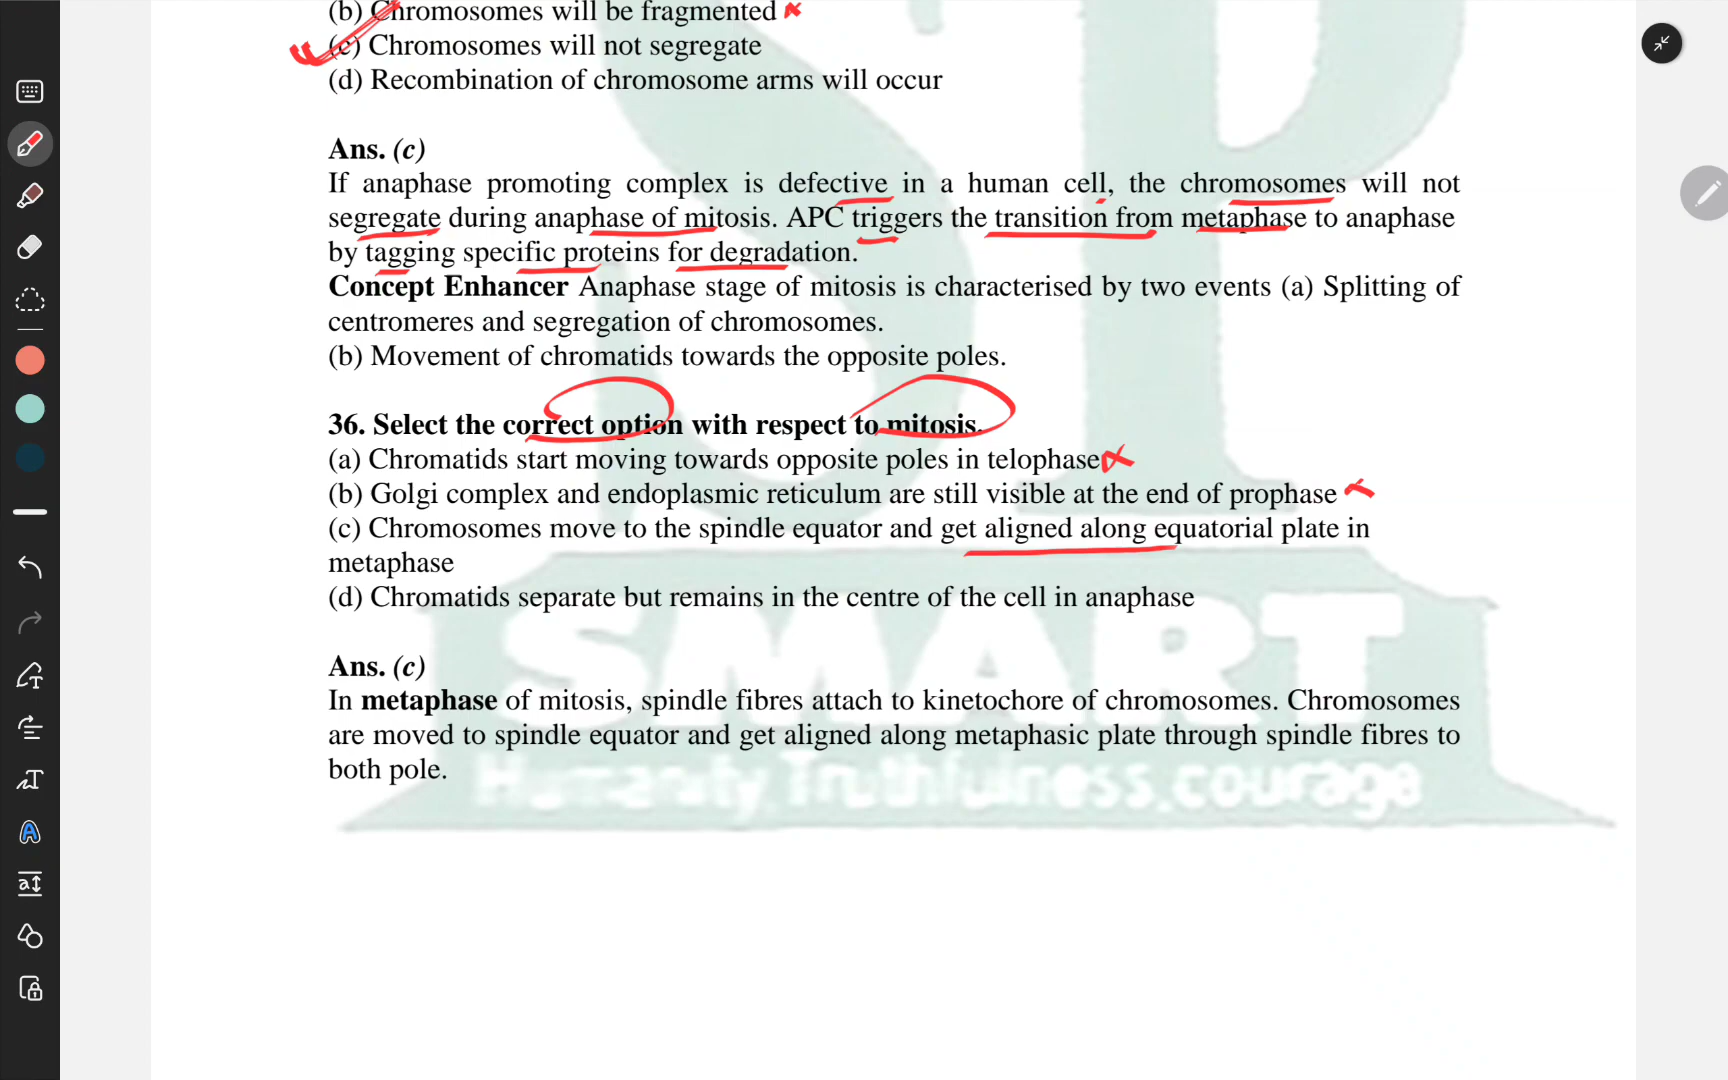 (b) Chromosomes will be fragmented
(c) Chromosomes will not segregate
(d) Recombination of chromosome arms will occur
Ans. (c)
If anaphase promoting complex is defective in a human cell, the chromosomes will not
segregate during anaphase of mitosis. APC triggers the transition from metaphase to anaphase
by tagging specific proteins for degradation.
Concept Enhancer Anaphase stage of mitosis is characterised by two events (a) Splitting of
centromeres and segregation of chromosomes.
(b) Movement of chromatids towards the opposite poles.
36. Select the correct option with respect to mitosis.
(a) Chromatids start moving towards opposite poles in telophase
(b) Golgi complex and endoplasmic reticulum are still visible at the end of prophase
(c) Chromosomes move to the spindle equator and get aligned along equatorial plate in
metaphase
(d) Chromatids separate but remains in the centre of the cell in anaphase
SMART
Ans. (c)
In metaphase of mitosis, spindle fibres attach to kinetochore of chromosomes. Chromosomes
are moved to spindle equator and get aligned along metaphasic plate through spindle fibres to
both pole.
Humanity, Truthfulness, courage